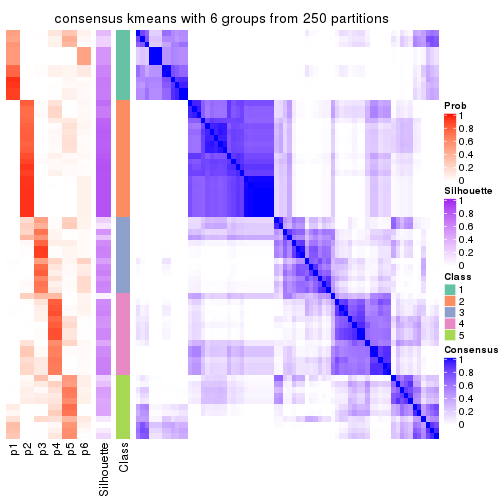 consensus kmeans with 6 groups from 250 partitions
Prob
1
0.8
0.6
0.4
0.2
0
Silhouette
1
0.8
0.6
0.4
0.2
0
Class
1
2
3
4
5
Consensus
1
0.8
0.6
0.4
0.2
0
p1
p2
p3
p4
p5
p6
Silhouette
Class